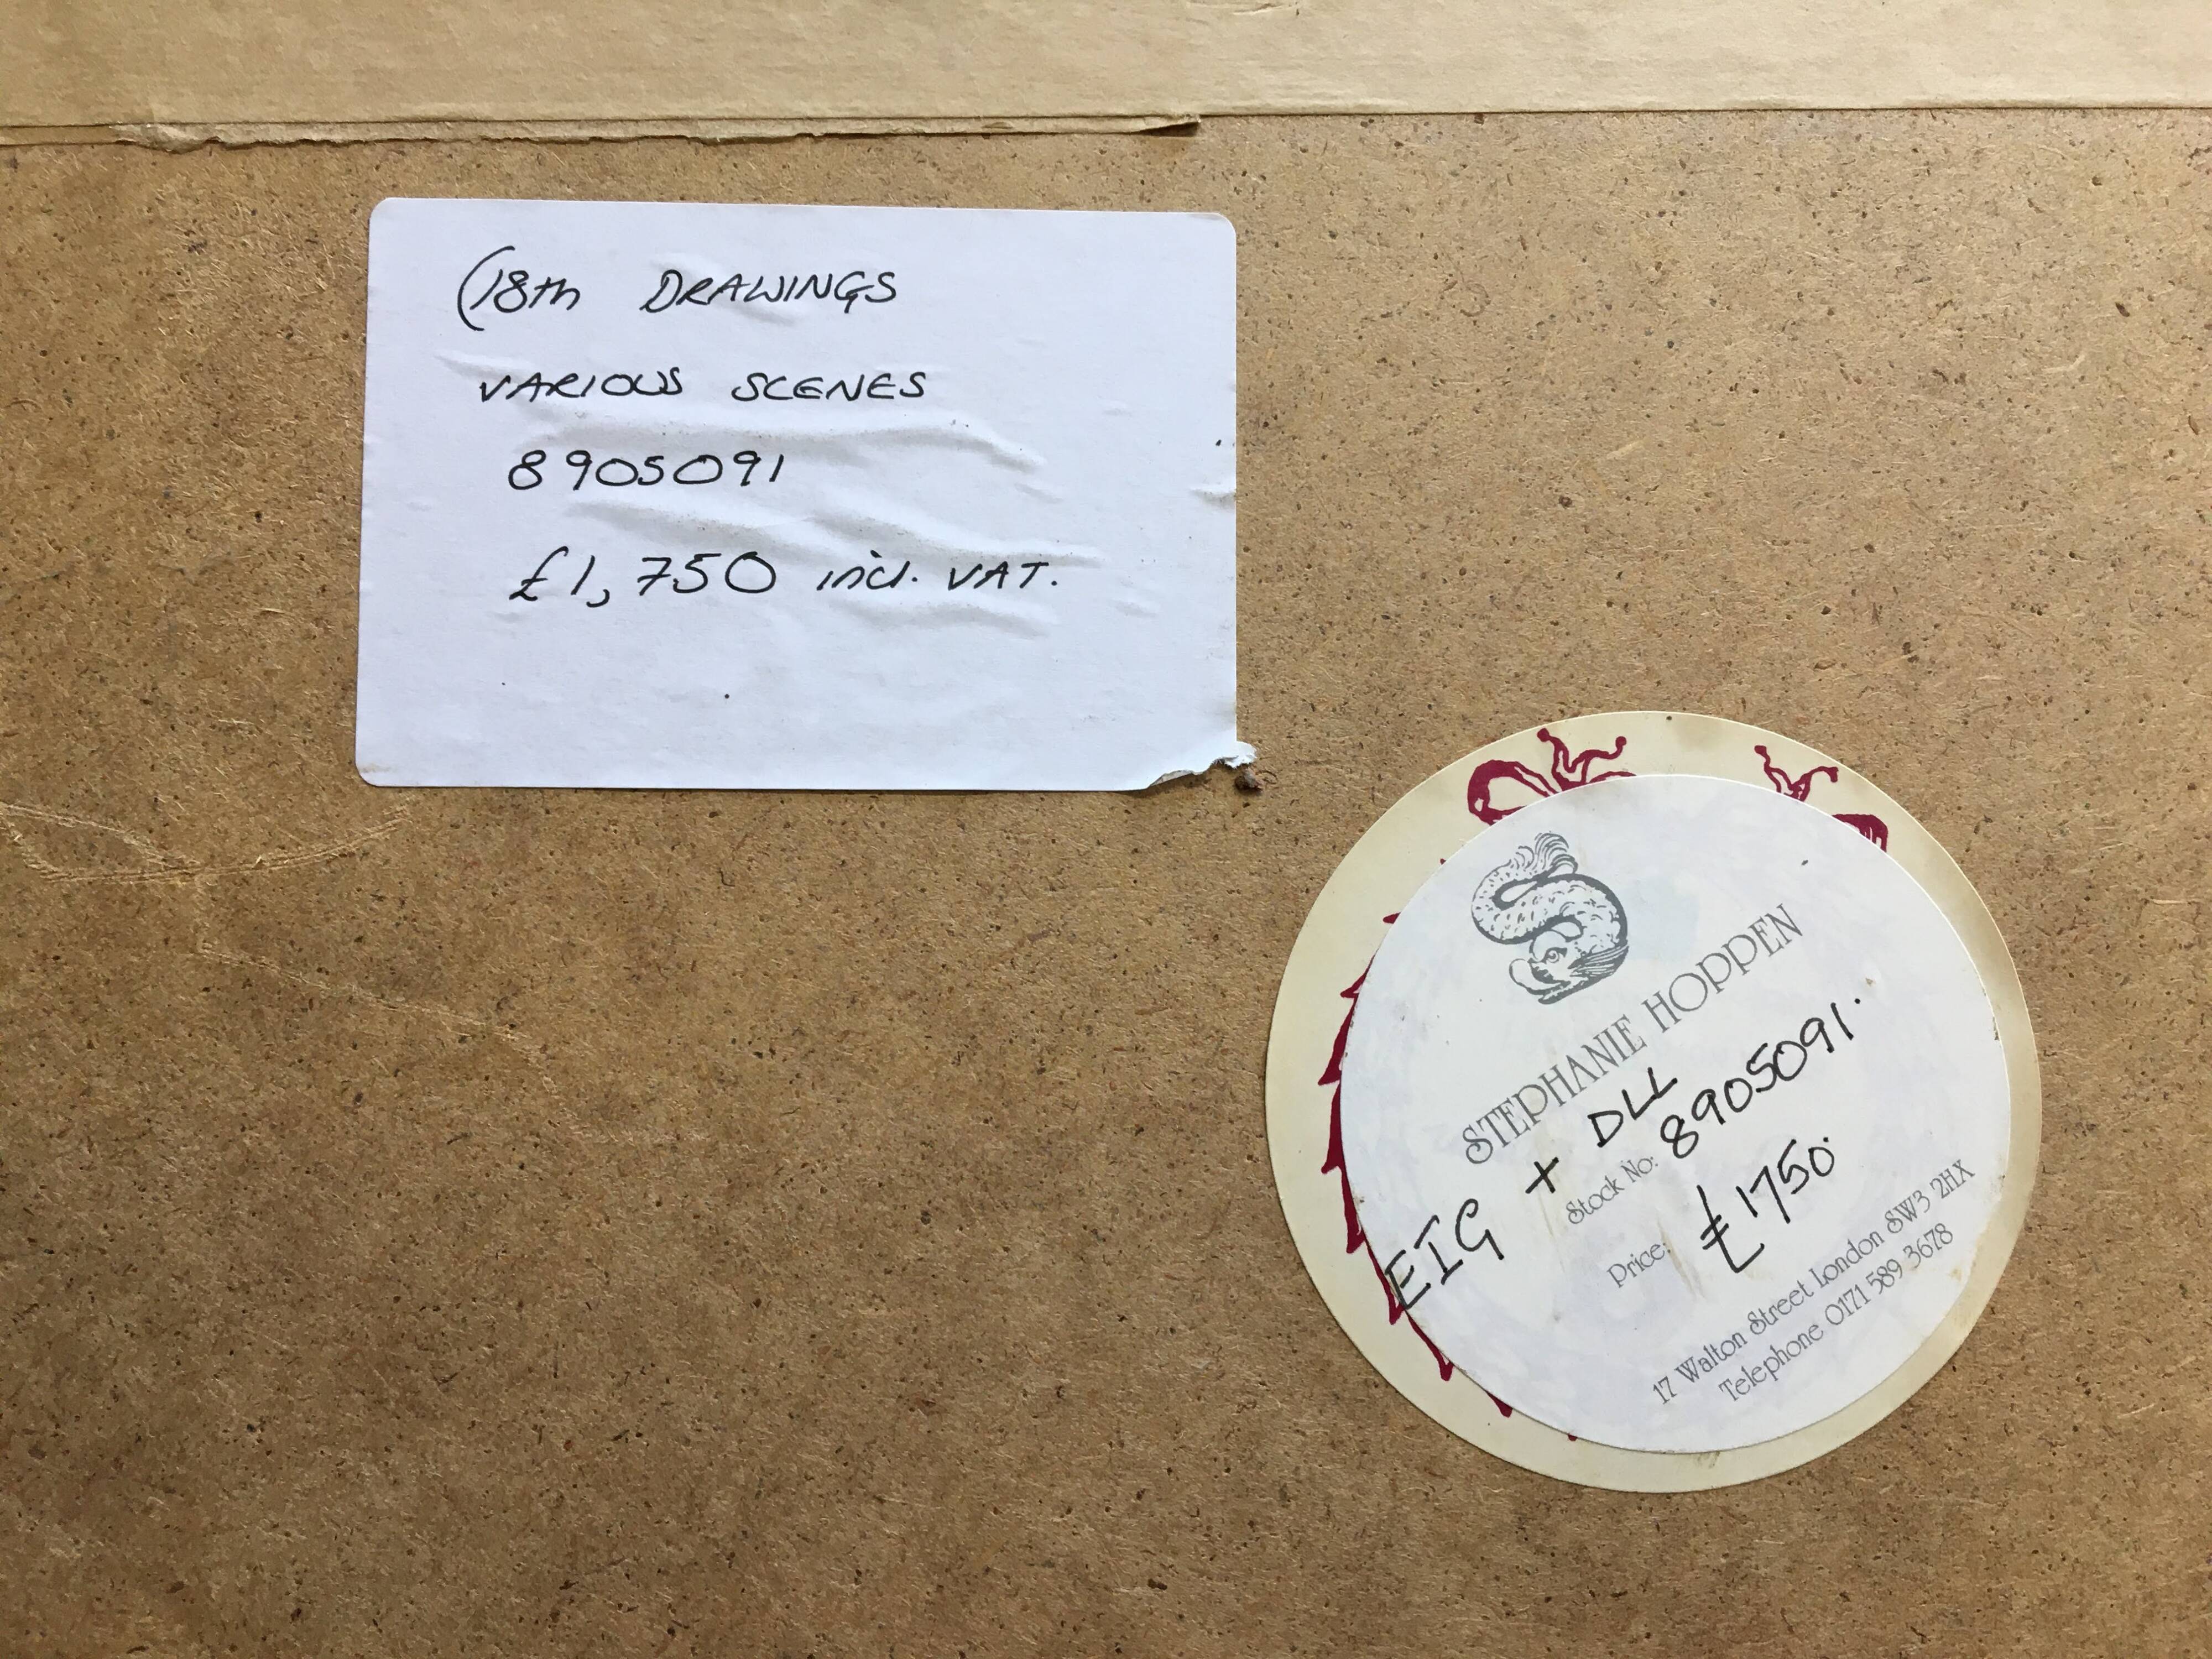 (18th DRAWINGS
VARIOUS SCENES
8905091
£1,750 incl. VAT.
STEPHANIE HOPPEN
EIG + DLL
Stock No: 8905091.
Price: £1750.
17 Walton Street London SW3 2HX
Telephone 0171 589 3678